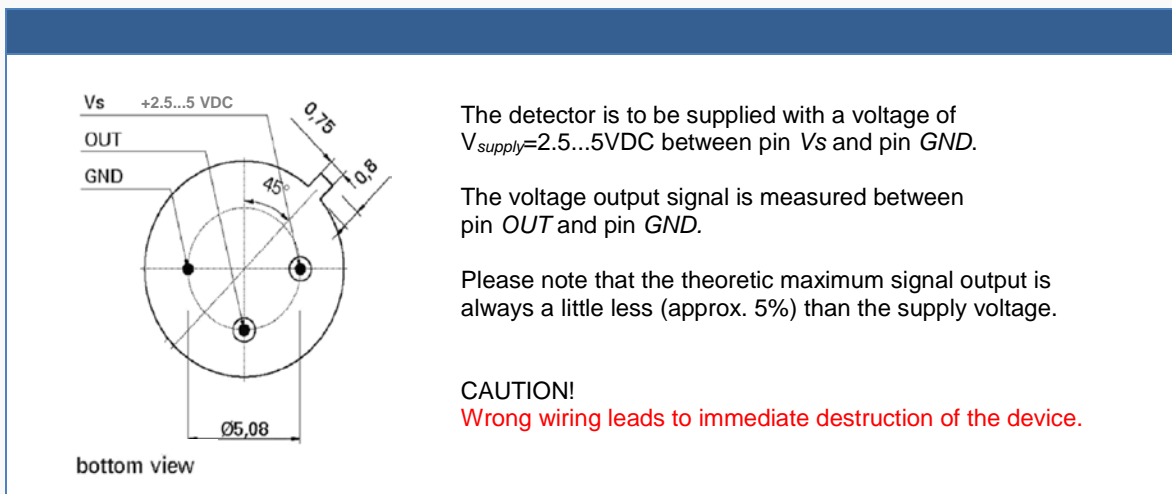 Vs +2.5...5 VDC
OUT
GND
0,75
0,8
45°
Ø5,08
bottom view
The detector is to be supplied with a voltage of
Vsupply=2.5...5VDC between pin Vs and pin GND.
The voltage output signal is measured between
pin OUT and pin GND.
Please note that the theoretic maximum signal output is
always a little less (approx. 5%) than the supply voltage.
CAUTION!
Wrong wiring leads to immediate destruction of the device.